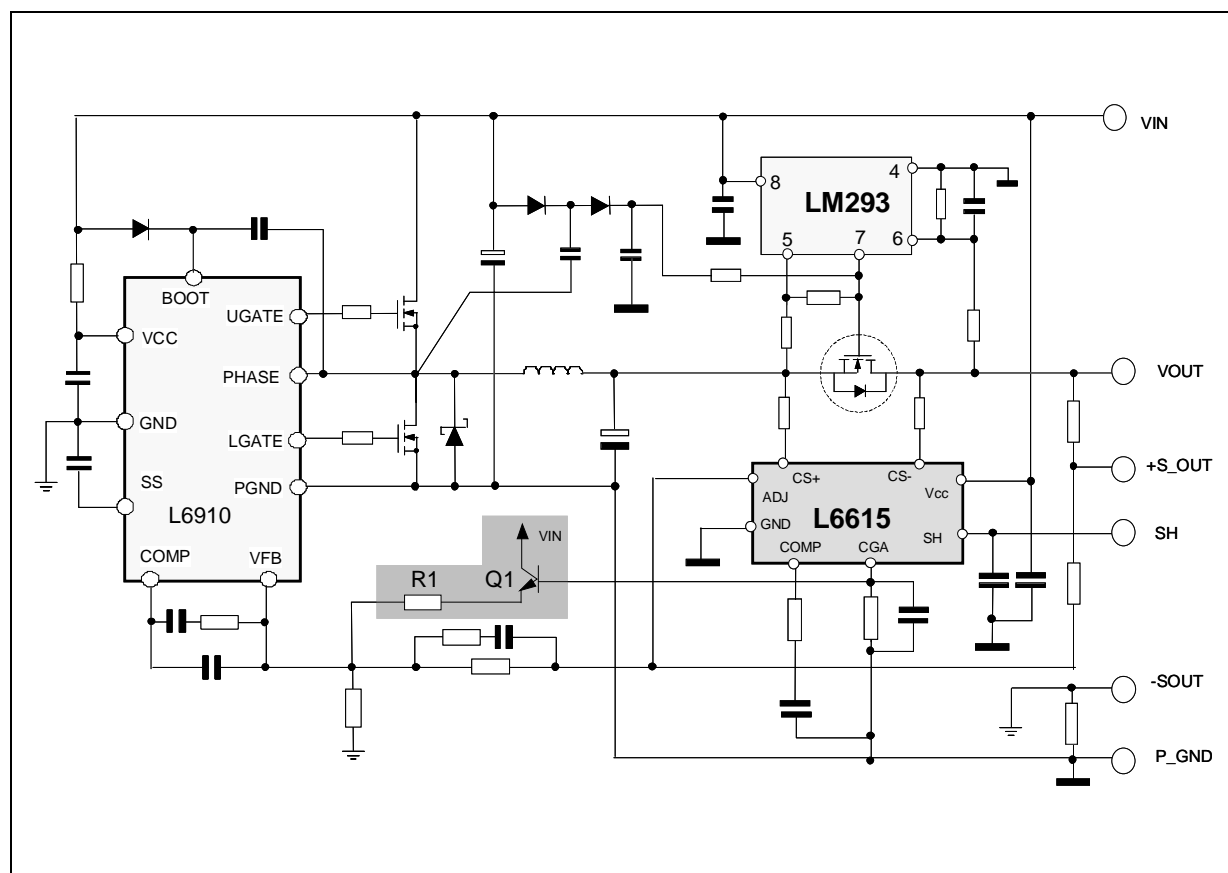 VIN
8
4
LM293
6
5
7
BOOT
UGATE
VCC
PHASE
VOUT
GND
LGATE
+S_OUT
CS+
CS-
SS
PGND
ADJ
Vcc
L6910
L6615
GND
SH
SH
VIN
COMP
CGA
COMP
VFB
R1
Q1
-SOUT
P_GND